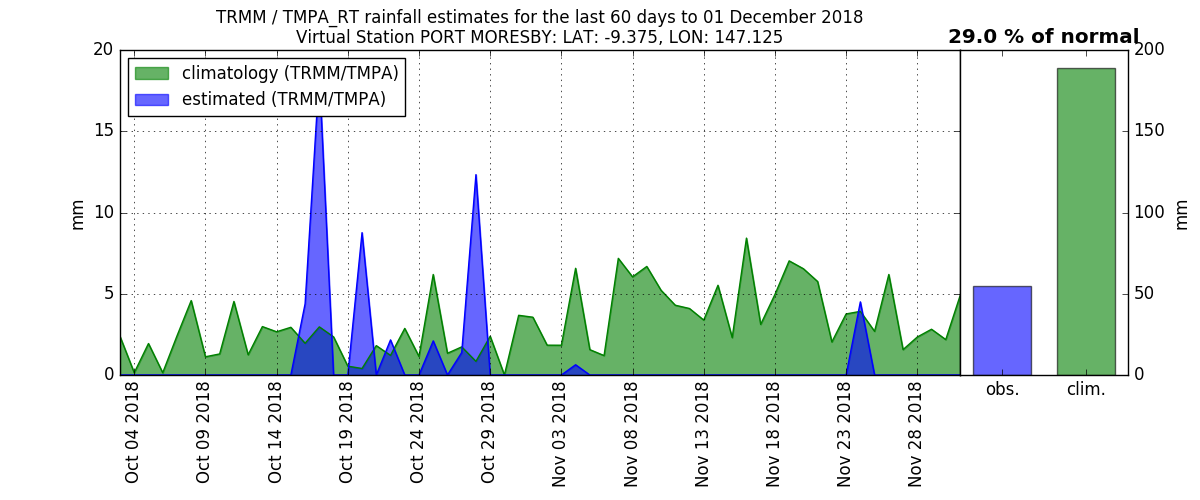 TRMM / TMPA_RT rainfall estimates for the last 60 days to 01 December 2018
Virtual Station PORT MORESBY: LAT: -9.375, LON: 147.125
29.0 % of normal
climatology (TRMM/TMPA)
estimated (TRMM/TMPA)
20
15
10
5
0
mm
200
150
100
50
0
mm
Oct 04 2018
Oct 09 2018
Oct 14 2018
Oct 19 2018
Oct 24 2018
Oct 29 2018
Nov 03 2018
Nov 08 2018
Nov 13 2018
Nov 18 2018
Nov 23 2018
Nov 28 2018
obs.
clim.